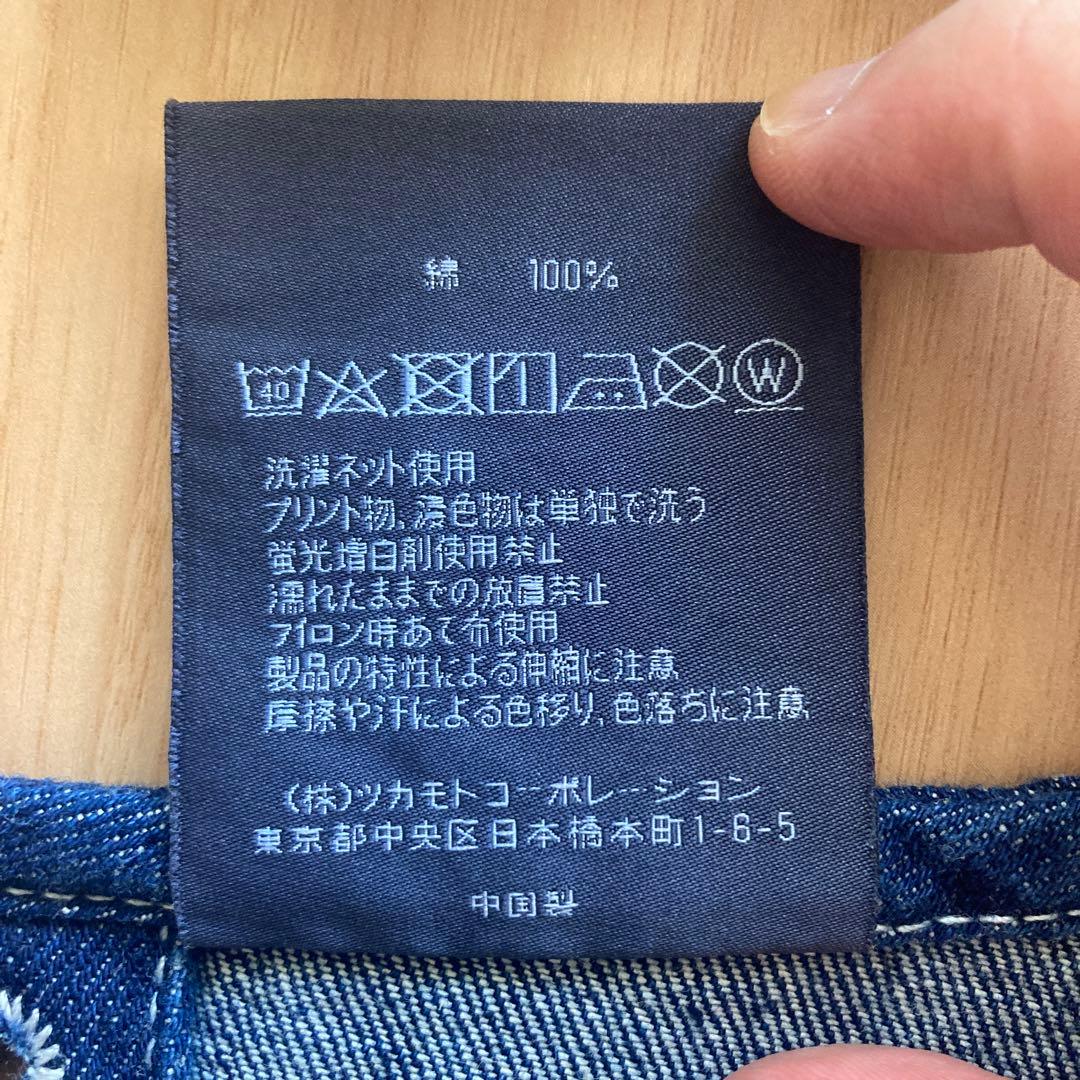 綿 100%
40 W
洗濯ネット使用
プリント物、濃色物は単独で洗う
蛍光増白剤使用禁止
濡れたままでの放置禁止
アイロン時あて布使用
製品の特性による伸縮に注意
摩擦や汗による色移り、色落ちに注意
(株)ツカモトコーポレーション
東京都中央区日本橋本町1-6-5
中国製